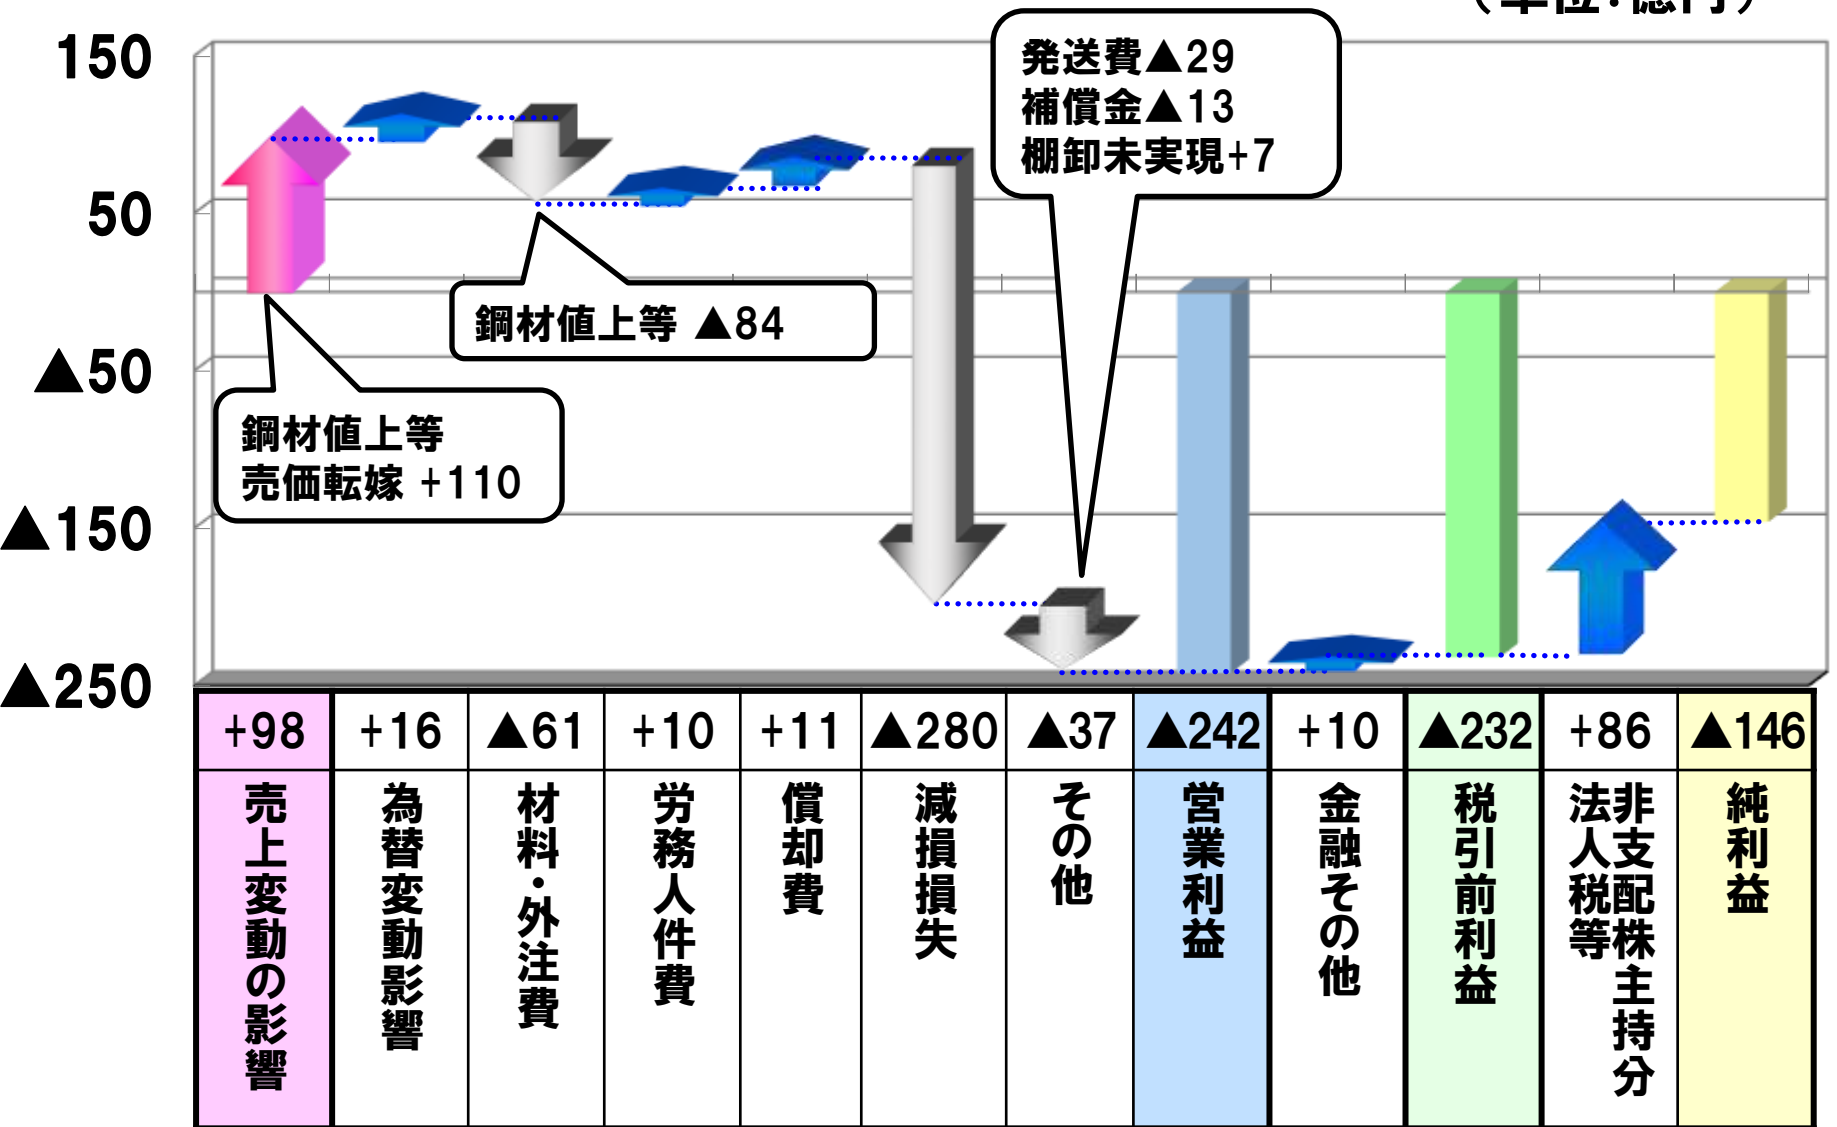 (単位:億円)
150
50
▲50
▲150
▲250
発送費▲29
補償金▲13
棚卸未実現+7
鋼材値上等 ▲84
鋼材値上等
売価転嫁 +110
+98
+16
▲61
+10
+11
▲280
▲37
▲242
+10
▲232
+86
▲146
売上変動の影響
為替変動影響
材料・外注費
労務人件費
償却費
減損損失
その他
営業利益
金融その他
税引前利益
非支配株主持分
法人税等
純利益